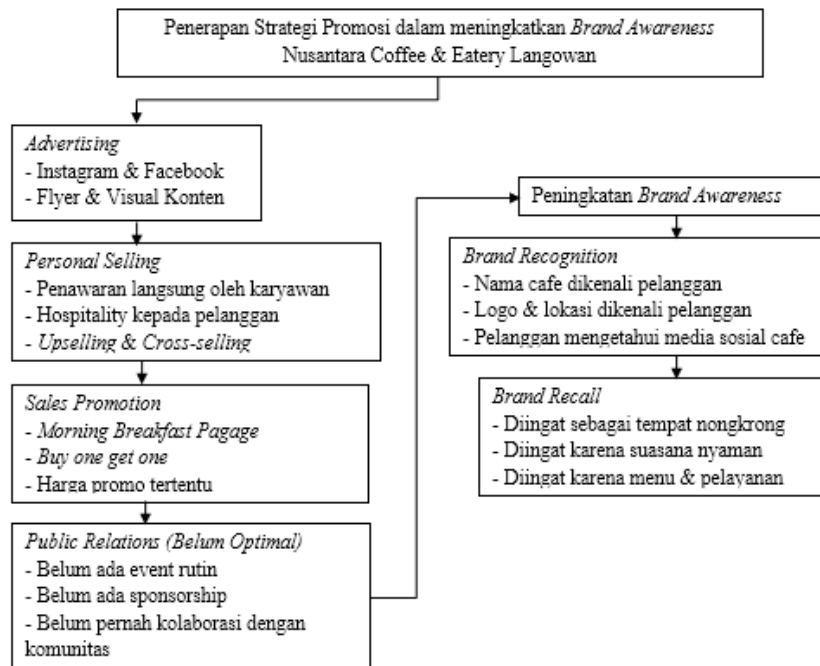 Penerapan Strategi Promosi dalam meningkatkan Brand Awareness
Nusantara Coffee & Eatery Langowan
Advertising
- Instagram & Facebook
- Flyer & Visual Konten
Personal Selling
- Penawaran langsung oleh karyawan
- Hospitality kepada pelanggan
- Upselling & Cross-selling
Sales Promotion
- Morning Breakfast Pagage
- Buy one get one
- Harga promo tertentu
Public Relations (Belum Optimal)
- Belum ada event rutin
- Belum ada sponsorship
- Belum pernah kolaborasi dengan
komunitas
Peningkatan Brand Awareness
Brand Recognition
- Nama cafe dikenali pelanggan
- Logo & lokasi dikenali pelanggan
- Pelanggan mengetahui media sosial cafe
Brand Recall
- Diingat sebagai tempat nongkrong
- Diingat karena suasana nyaman
- Diingat karena menu & pelayanan